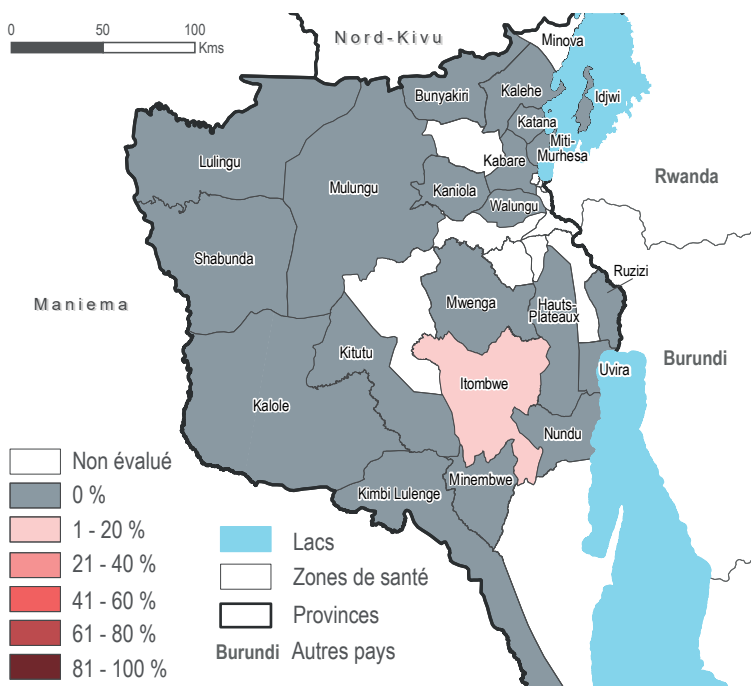 0 50 100
Kms
Nord-Kivu
Minova
Bunyakiri
Kalehe
Idjwi
Katana
Miti-
Murhesa
Lulingu
Mulungu
Kabare
Kaniola
Walungu
Rwanda
Shabunda
Ruzizi
Maniema
Mwenga
Hauts-
Plateaux
Kitutu
Burundi
Uvira
Itombwe
Kalole
Nundu
Minembwe
Kimbi Lulenge
Non évalué
0 %
1 - 20 %
21 - 40 %
41 - 60 %
61 - 80 %
81 - 100 %
Lacs
Zones de santé
Provinces
Burundi Autres pays